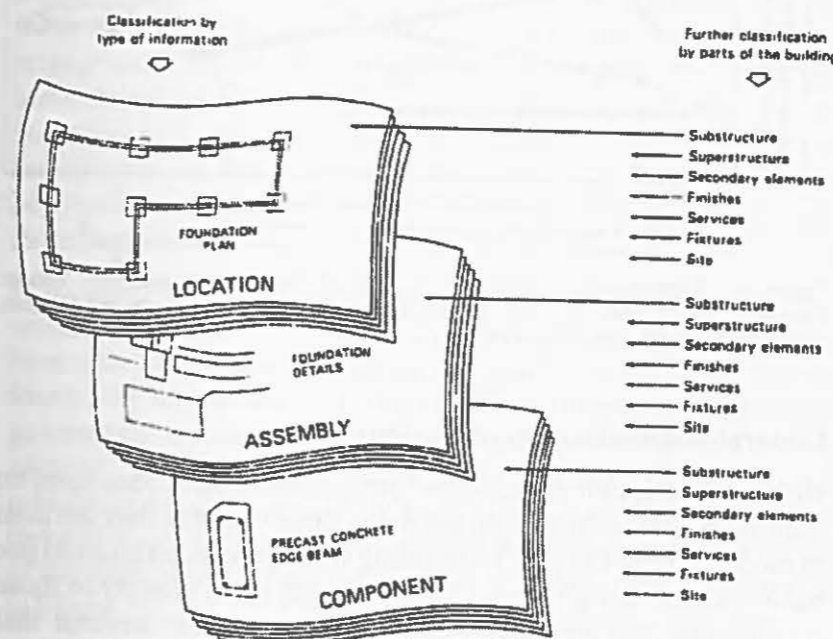 Classification by
type of information
Further classification
by parts of the building
FOUNDATION
PLAN
LOCATION
Substructure
Superstructure
Secondary elements
Finishes
Services
Fixtures
Site
FOUNDATION
DETAILS
ASSEMBLY
Substructure
Superstructure
Secondary elements
Finishes
Services
Fixtures
Site
PRECAST CONCRETE
EDGE BEAM
COMPONENT
Substructure
Superstructure
Secondary elements
Finishes
Services
Fixtures
Site